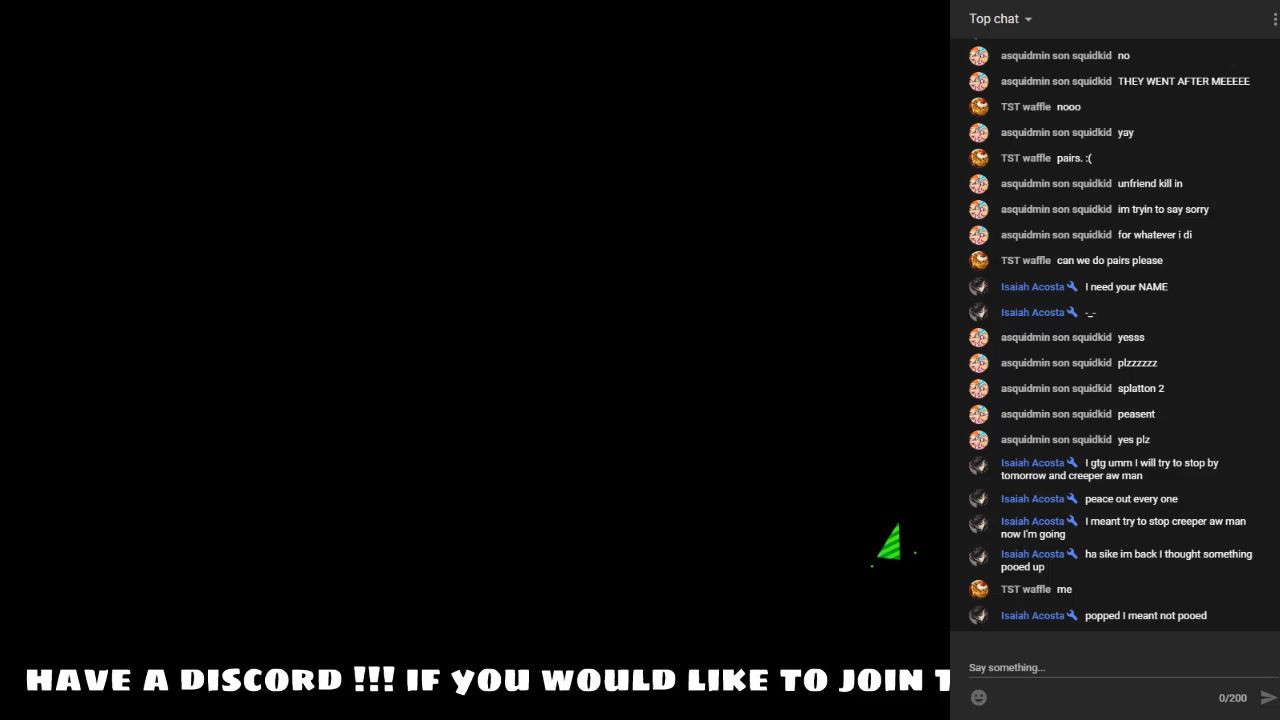 Top chat
asquidmin son squidkid no
asquidmin son squidkid THEY WENT AFTER MEEEEE
TST waffle nooo
asquidmin son squidkid yay
TST waffle pairs. :(
asquidmin son squidkid unfriend kill in
asquidmin son squidkid im tryin to say sorry
asquidmin son squidkid for whatever i di
TST waffle can we do pairs please
Isaiah Acosta I need your NAME
Isaiah Acosta -_-
asquidmin son squidkid yesss
asquidmin son squidkid plzzzzzz
asquidmin son squidkid splatton 2
asquidmin son squidkid peasent
asquidmin son squidkid yes plz
Isaiah Acosta I gtg umm I will try to stop by
tomorrow and creeper aw man
Isaiah Acosta peace out every one
Isaiah Acosta I meant try to stop creeper aw man
now I'm going
Isaiah Acosta ha sike im back I thought something
pooed up
TST waffle me
Isaiah Acosta popped I meant not pooed
Say something...
0/200
HAVE A DISCORD !!! IF YOU WOULD LIKE TO JOIN T